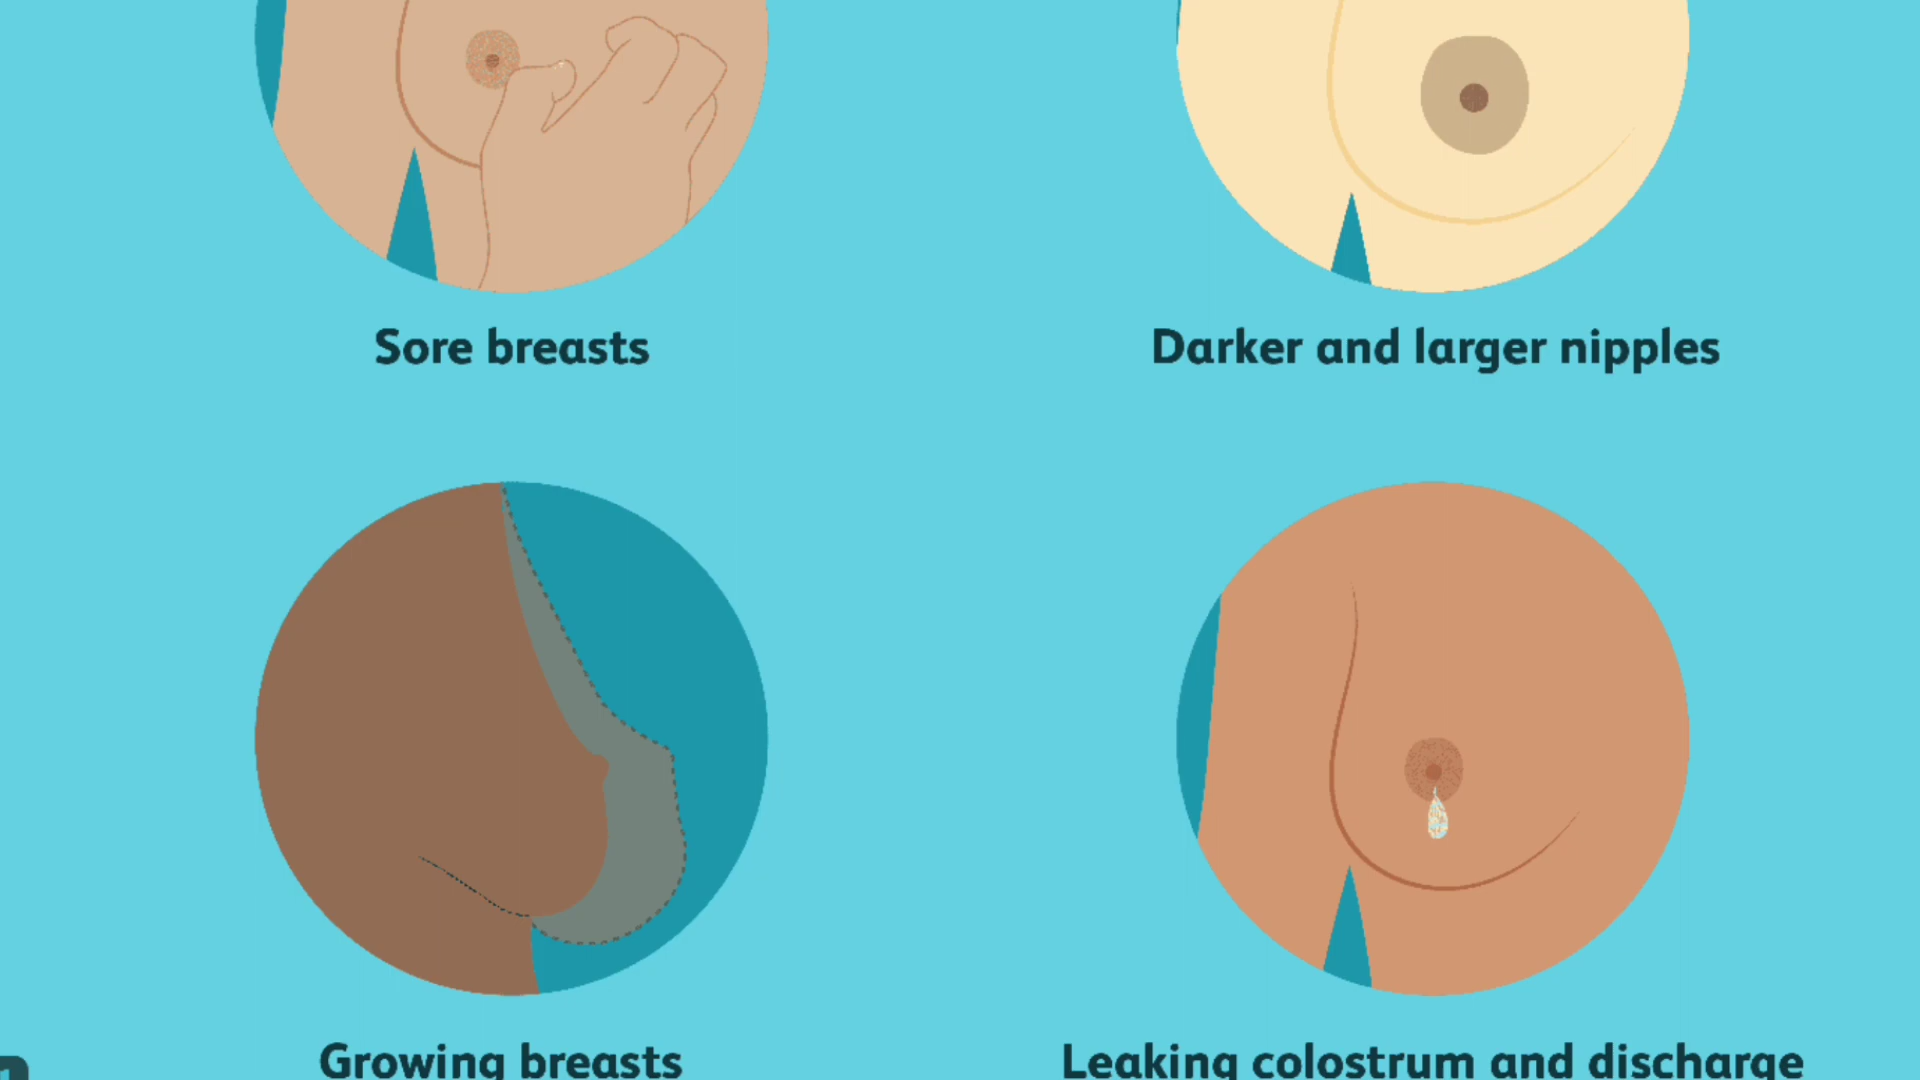 Sore breasts
Darker and larger nipples
Growing breasts
Leaking colostrum and discharge